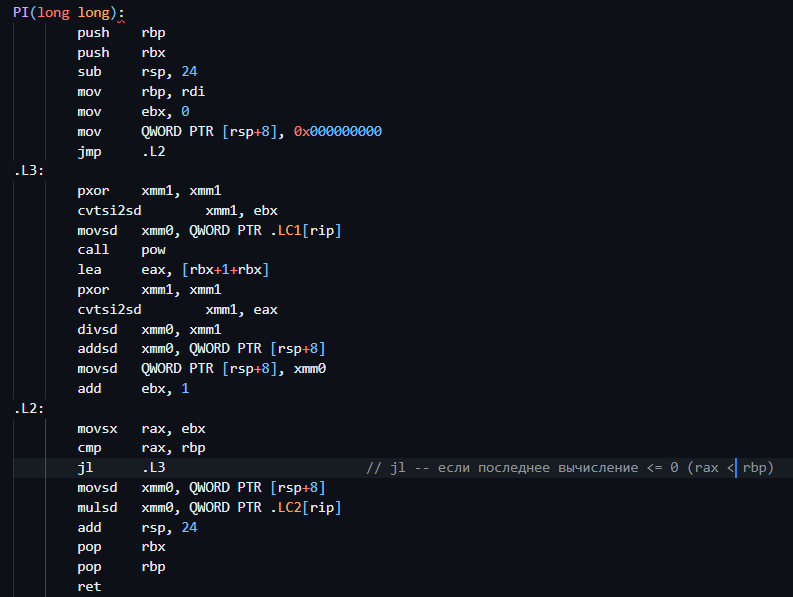 PI(long long):
push rbp
push rbx
sub rsp, 24
mov rbp, rdi
mov ebx, 0
mov QWORD PTR [rsp+8], 0x000000000
jmp .L2
.L3:
pxor xmm1, xmm1
cvtsi2sd xmm1, ebx
movsd xmm0, QWORD PTR .LC1[rip]
call pow
lea eax, [rbx+1+rbx]
pxor xmm1, xmm1
cvtsi2sd xmm1, eax
divsd xmm0, xmm1
addsd xmm0, QWORD PTR [rsp+8]
movsd QWORD PTR [rsp+8], xmm0
add ebx, 1
.L2:
movsx rax, ebx
cmp rax, rbp
jl .L3 // jl -- если последнее вычисление <= 0 (rax < rbp)
movsd xmm0, QWORD PTR [rsp+8]
mulsd xmm0, QWORD PTR .LC2[rip]
add rsp, 24
pop rbx
pop rbp
ret